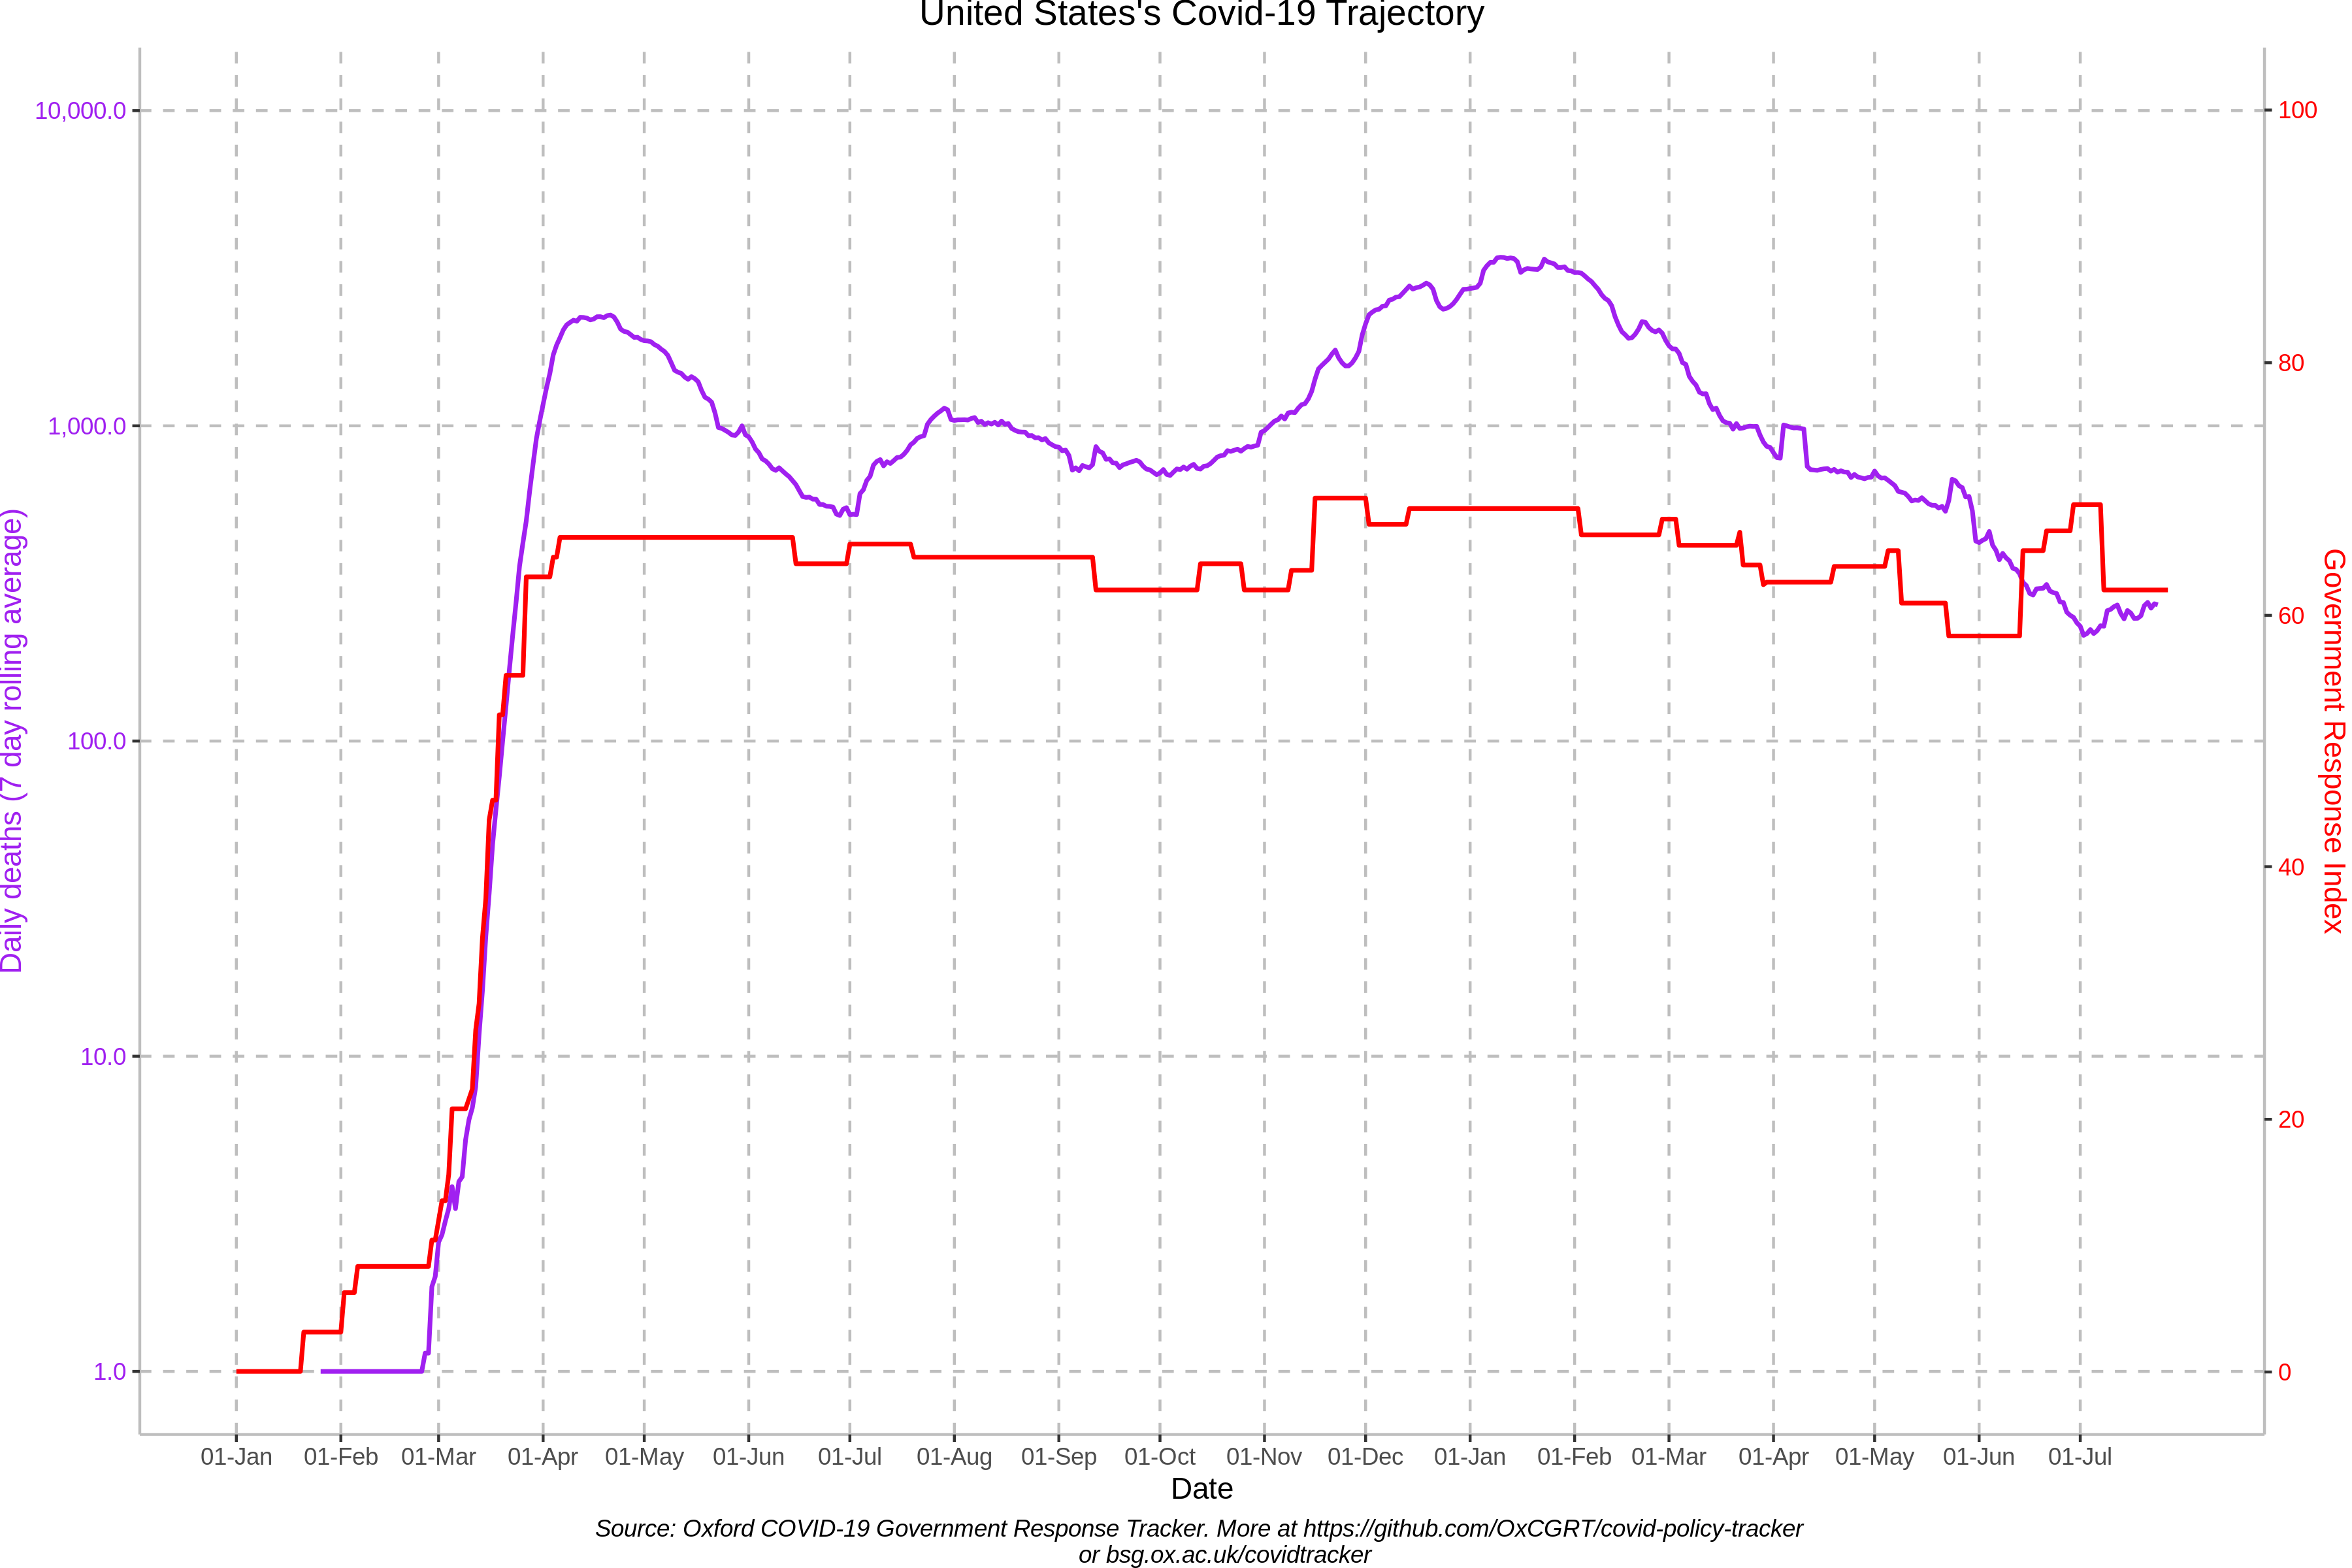 United States's Covid-19 Trajectory
10,000.0
1,000.0
100.0
10.0
1.0
Daily deaths (7 day rolling average)
100
80
60
40
20
0
Government Response Index
01-Jan 01-Feb 01-Mar 01-Apr 01-May 01-Jun 01-Jul 01-Aug 01-Sep 01-Oct 01-Nov 01-Dec 01-Jan 01-Feb 01-Mar 01-Apr 01-May 01-Jun 01-Jul
Date
Source: Oxford COVID-19 Government Response Tracker. More at https://github.com/OxCGRT/covid-policy-tracker
or bsg.ox.ac.uk/covidtracker